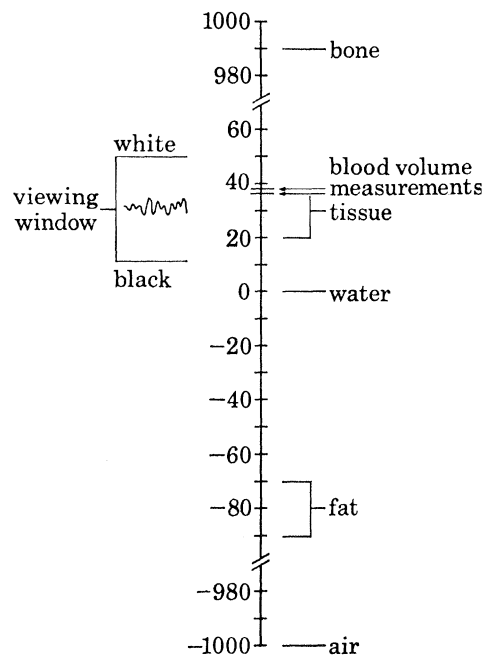 1000
bone
980
60
white
blood volume
40
measurements
viewing
window
tissue
20
black
0
water
−20
−40
−60
−80
fat
−980
−1000
air